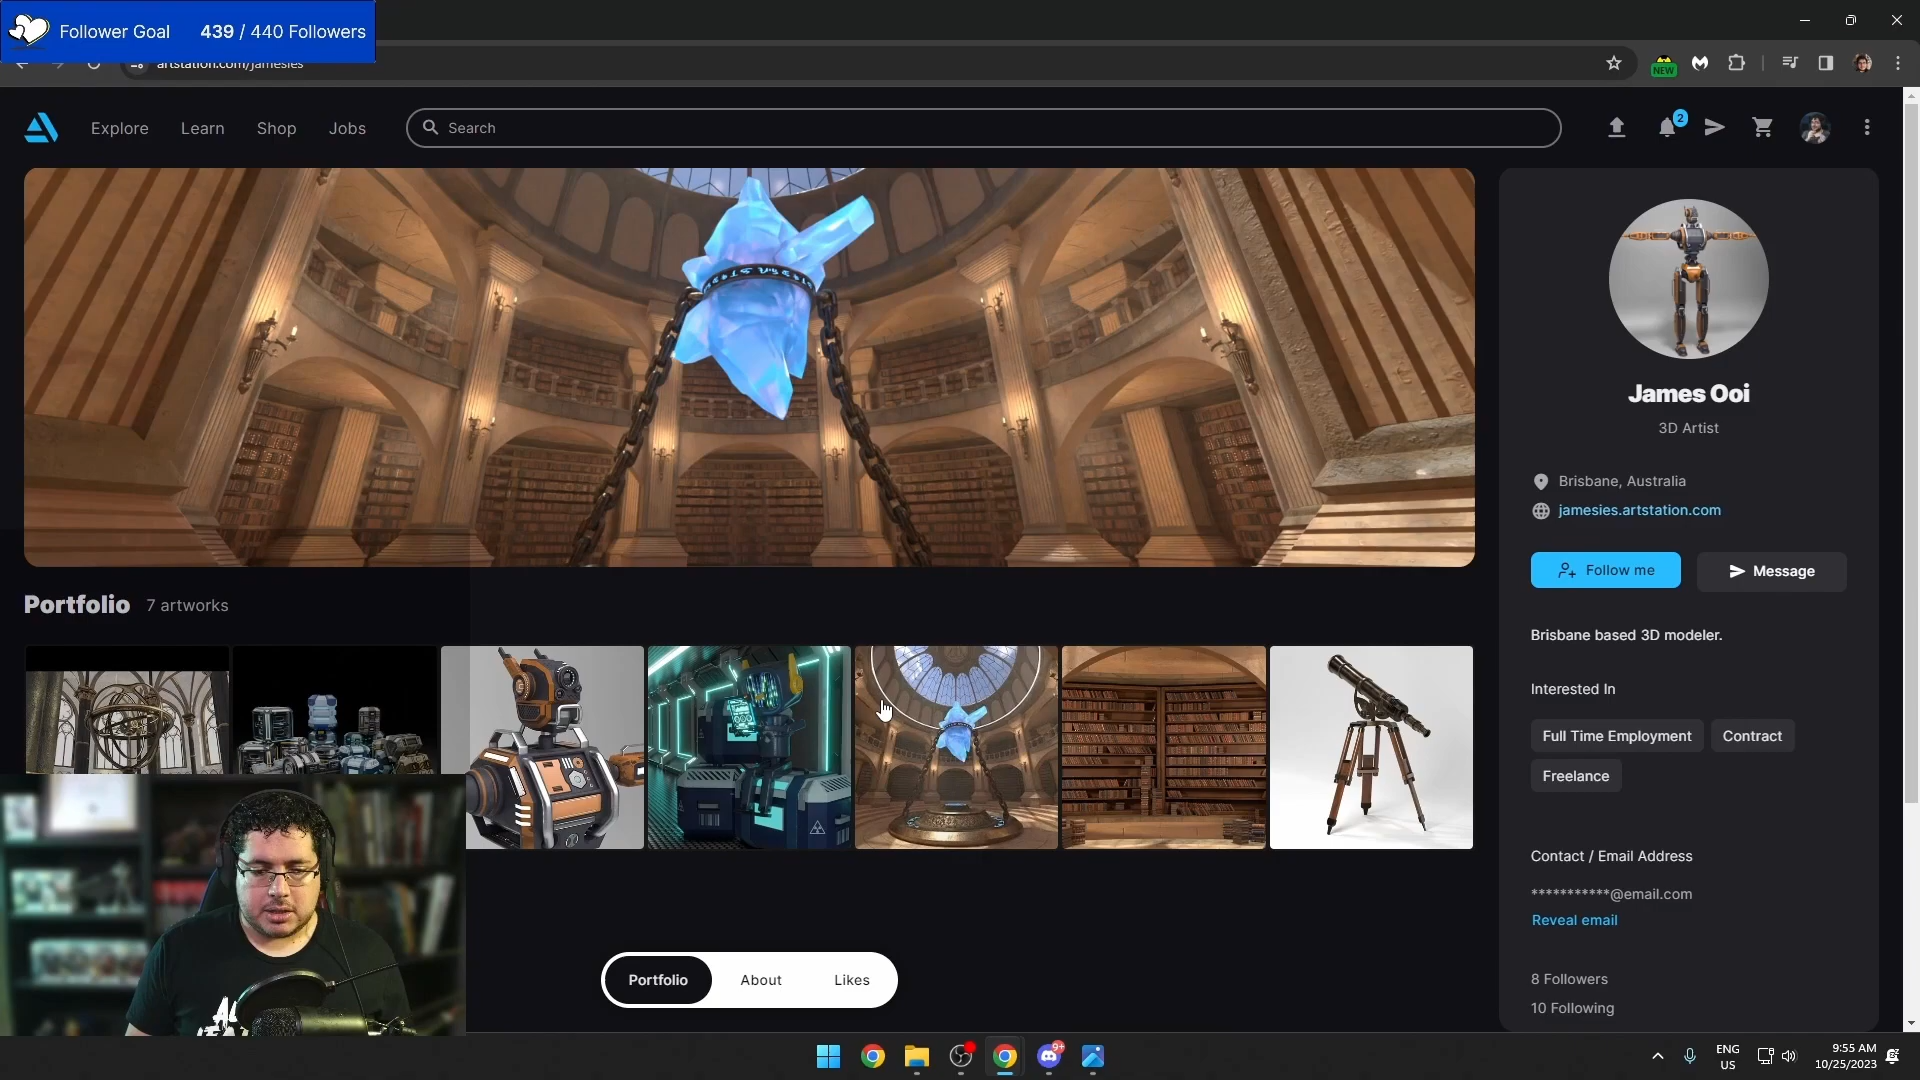 Follower Goal 439 / 440 Followers
artstation.com/jamesies
NEW
Explore Learn Shop Jobs Search 2
James Ooi
3D Artist
Brisbane, Australia
jamesies.artstation.com
Follow me Message
Portfolio 7 artworks
Brisbane based 3D modeler.
Interested In
Full Time Employment Contract
Freelance
Contact / Email Address
***********@email.com
Reveal email
Portfolio About Likes
8 Followers
10 Following
9+
ENG
US
9:55 AM
10/25/2023